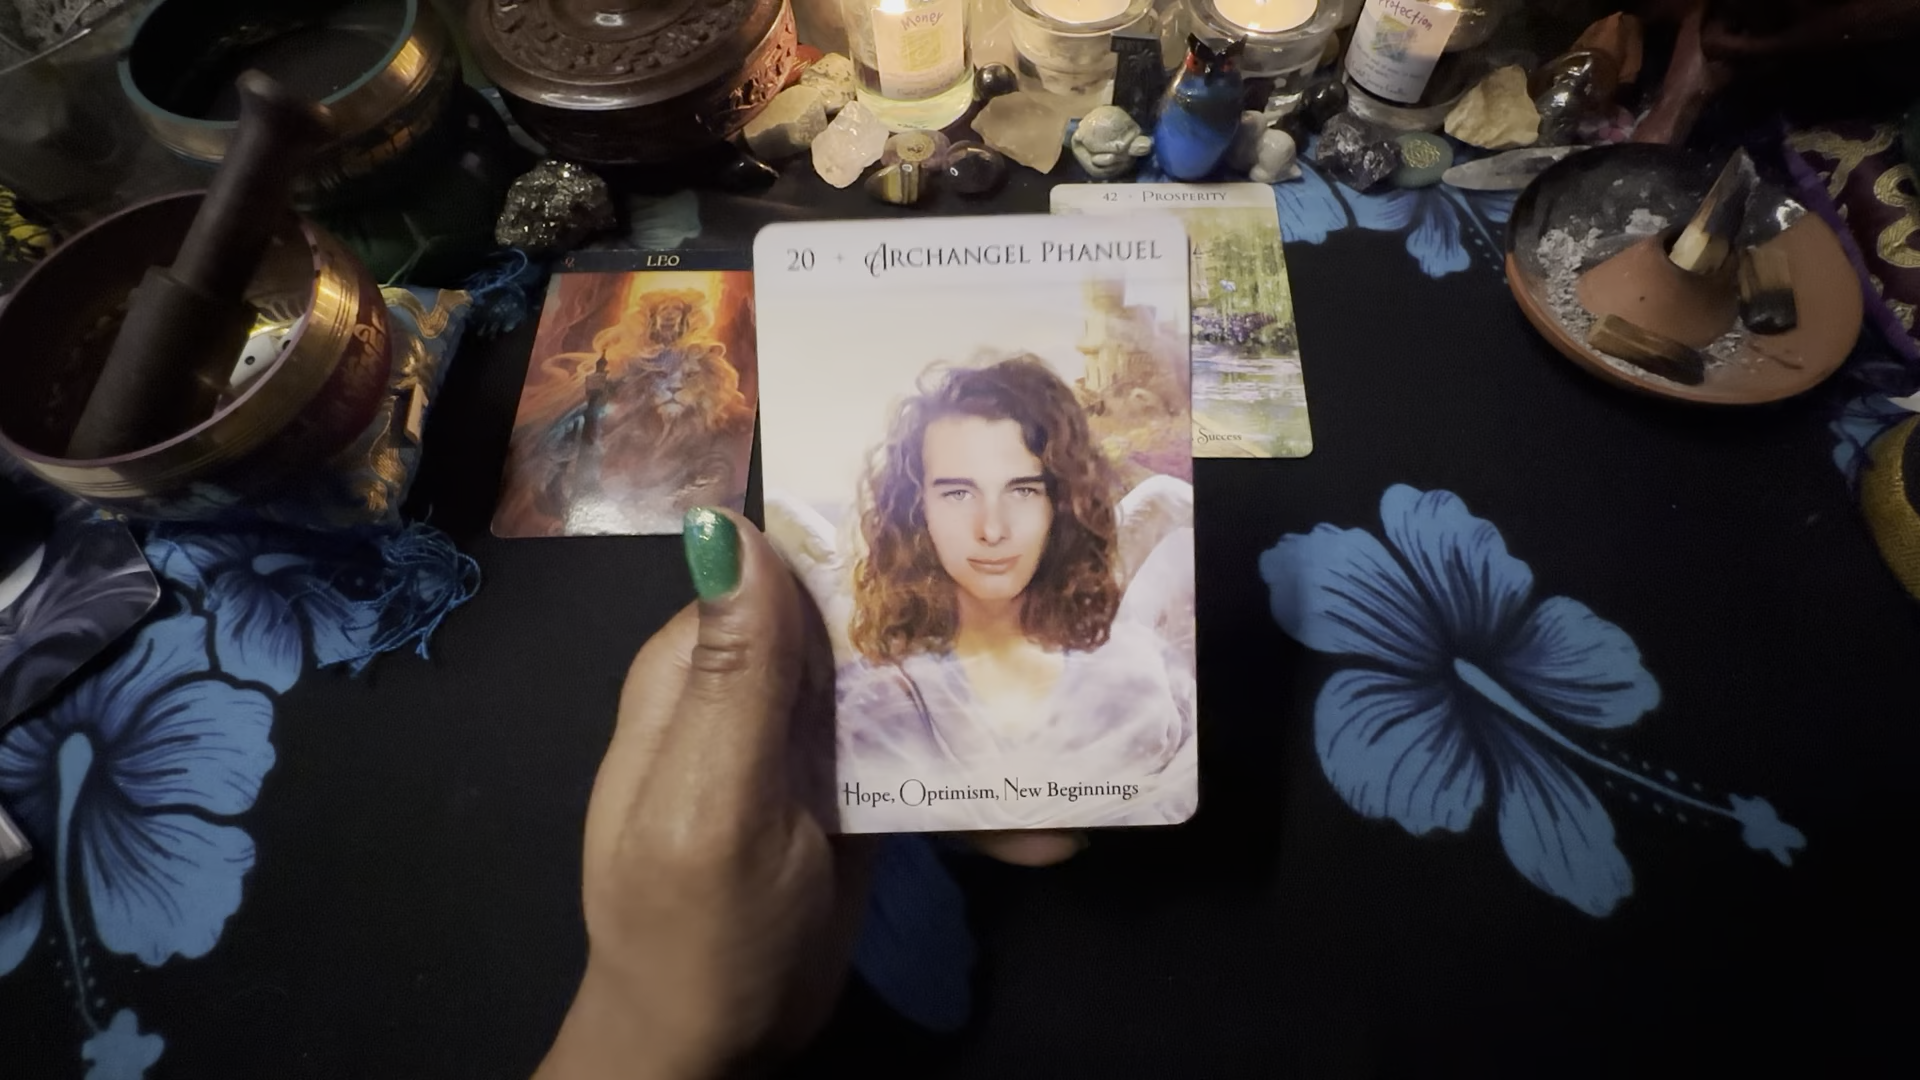 Money
Protection
42 · Prosperity
LEO
20 + Archangel Phanuel
Success
Hope, Optimism, New Beginnings